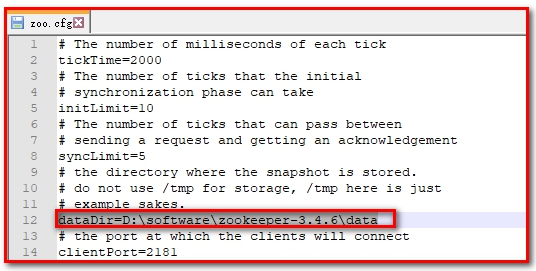 zoo.cfg
1 # The number of milliseconds of each tick
2 tickTime=2000
3 # The number of ticks that the initial
4 # synchronization phase can take
5 initLimit=10
6 # The number of ticks that can pass between
7 # sending a request and getting an acknowledgement
8 syncLimit=5
9 # the directory where the snapshot is stored.
10 # do not use /tmp for storage, /tmp here is just
11 # example sakes.
12 dataDir=D:\software\zookeeper-3.4.6\data
13 # the port at which the clients will connect
14 clientPort=2181